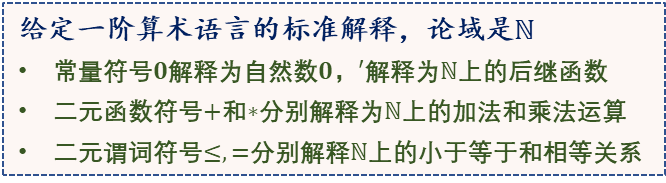 给定一阶算术语言的标准解释，论域是ℕ
• 常量符号0解释为自然数0，′解释为ℕ上的后继函数
• 二元函数符号+和∗分别解释为ℕ上的加法和乘法运算
• 二元谓词符号≤,=分别解释ℕ上的小于等于和相等关系